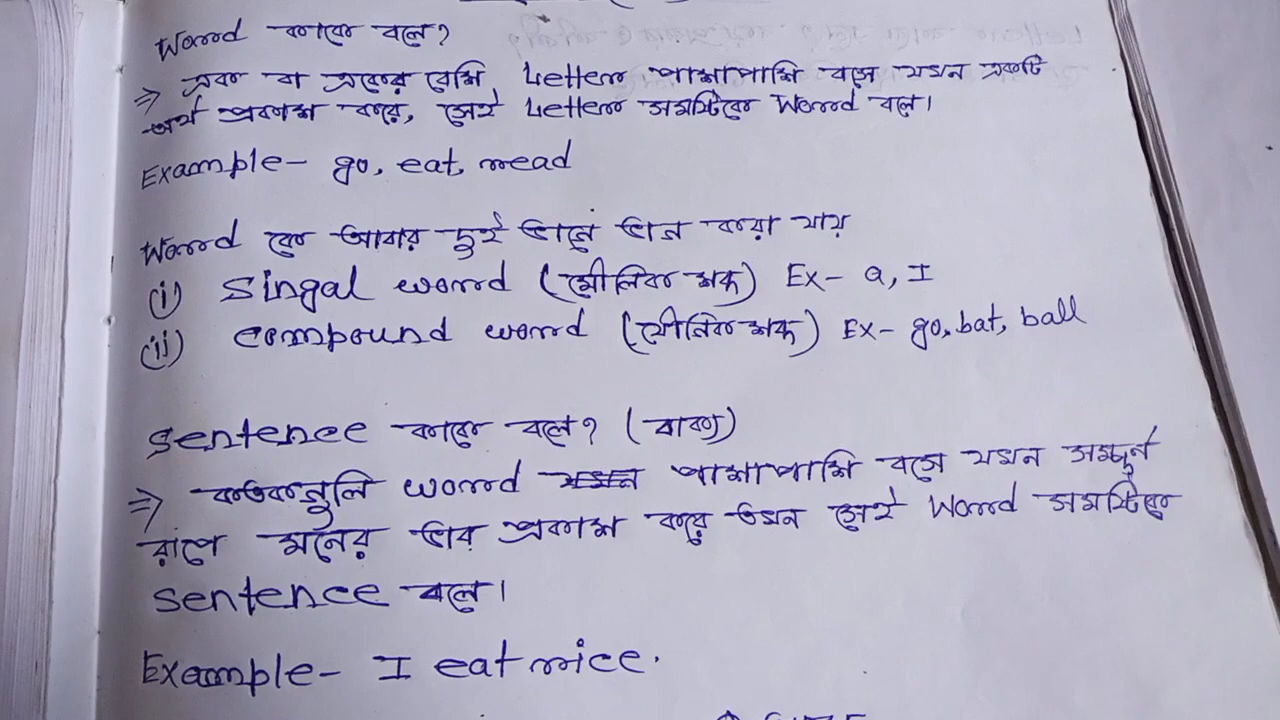 Word কাকে বলে?
⇒ এক বা একের বেশি Letter পাশাপাশি বসে যখন একটি
অর্থ প্রকাশ করে, সেই Letter সমষ্টিকে Word বলে।
Example- go, eat, read
Word কে আবার দুই ভাগে ভাগ করা যায়
(i) Singal word (মৌলিক শব্দ) Ex- a, I
(ii) compound word (যৌগিক শব্দ) Ex- go, bat, ball
Sentence কাকে বলে? (বাক্য)
⇒ কতকগুলি word যখন পাশাপাশি বসে যখন সম্পূর্ণ
রূপে মনের ভাব প্রকাশ করে তখন সেই Word সমষ্টিকে
Sentence বলে।
Example- I eat rice.